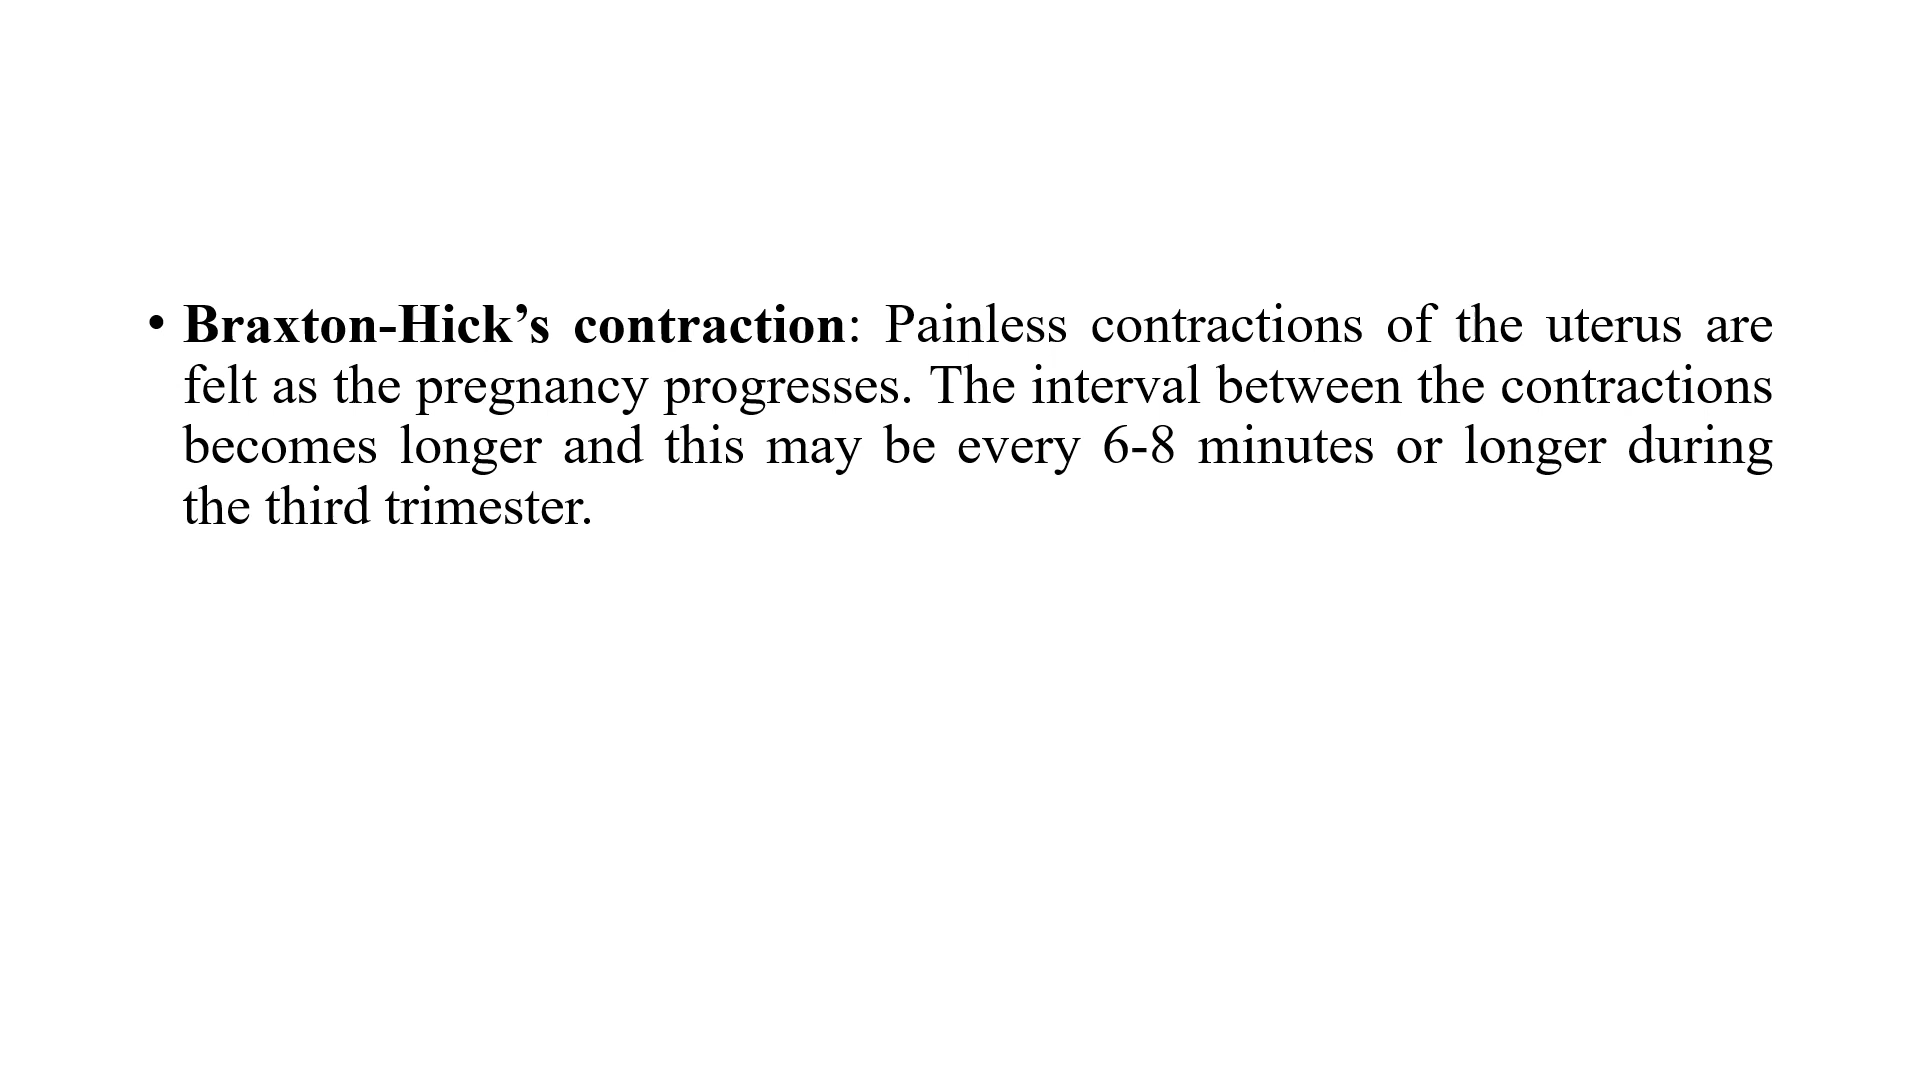 • Braxton-Hick’s contraction: Painless contractions of the uterus are
felt as the pregnancy progresses. The interval between the contractions
becomes longer and this may be every 6-8 minutes or longer during
the third trimester.